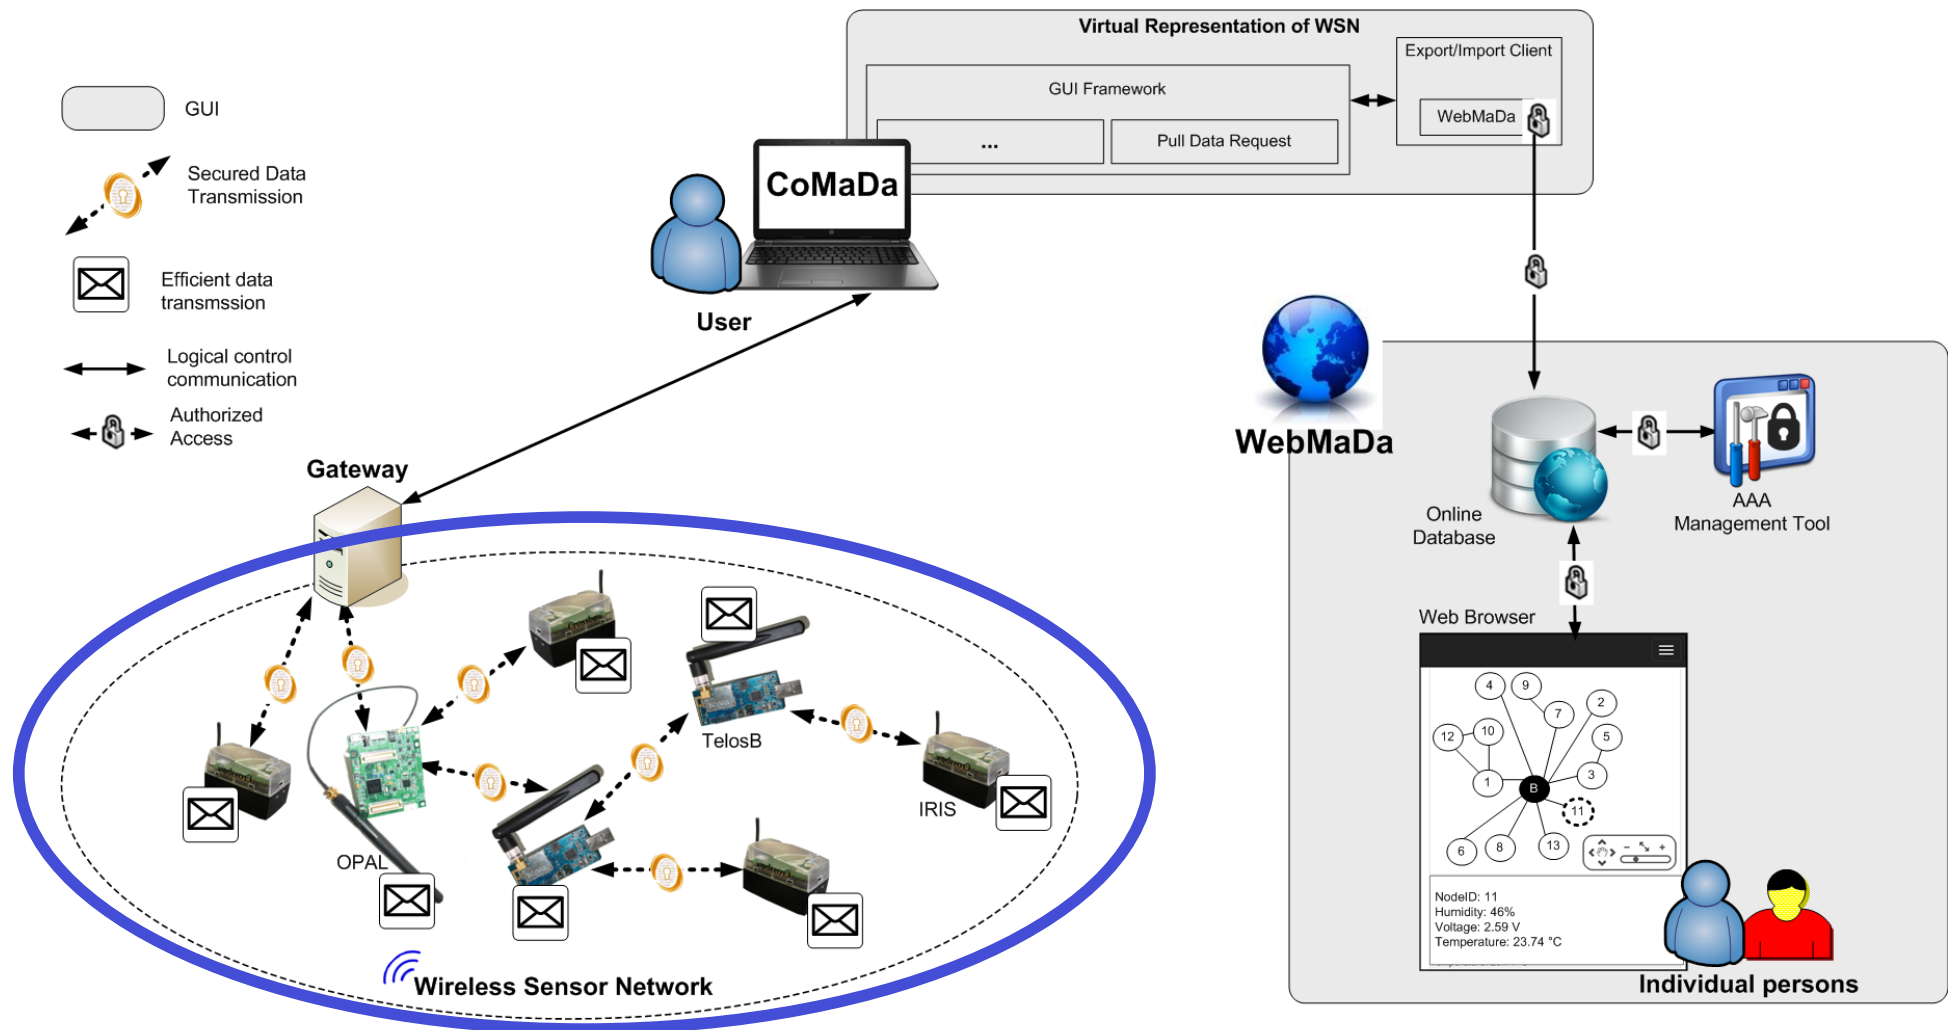 Virtual Representation of WSN
Export/Import Client
GUI Framework
WebMaDa
...
Pull Data Request
GUI
Secured Data
Transmission
Efficient data
transmssion
Logical control
communication
Authorized
Access
CoMaDa
User
Gateway
WebMaDa
Online
Database
AAA
Management Tool
Web Browser
4
9
2
7
12
10
5
1
3
B
11
6
8
13
NodeID: 11
Humidity: 46%
Voltage: 2.59 V
Temperature: 23.74 °C
Individual persons
TelosB
IRIS
OPAL
Wireless Sensor Network